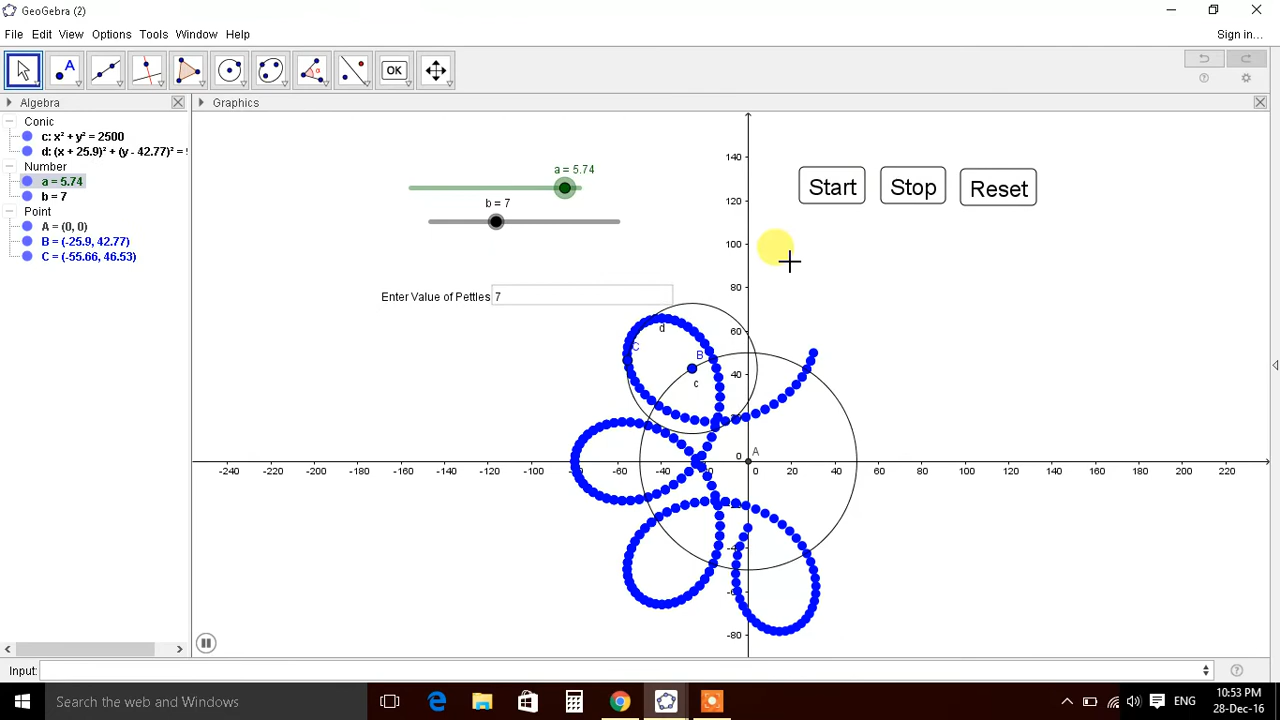 GeoGebra (2)
File Edit View Options Tools Window Help
Sign in...
A
α
OK
Algebra
Graphics
Conic
c: x² + y² = 2500
d: (x + 25.9)² + (y - 42.77)² =
Number
a = 5.74
b = 7
Point
A = (0, 0)
B = (-25.9, 42.77)
C = (-55.66, 46.53)
a = 5.74
b = 7
Start Stop Reset
Enter Value of Pettles 7
140
120
100
80
60
40
20
0
-40
-60
-80
d
C
B
c
A
-240 -220 -200 -180 -160 -140 -120 -100 -60 -40 0 20 40 60 80 100 120 140 160 180 200 220
Input:
Search the web and Windows
ENG
10:53 PM
28-Dec-16